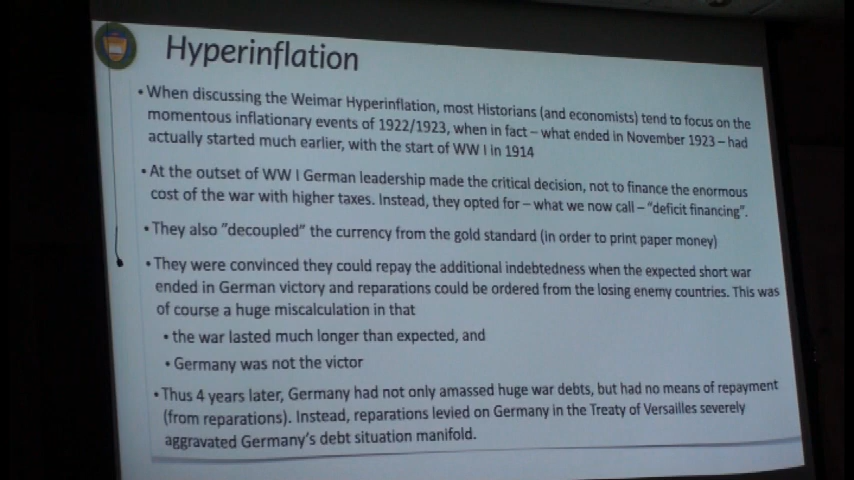 Hyperinflation
• When discussing the Weimar Hyperinflation, most Historians (and economists) tend to focus on the
momentous inflationary events of 1922/1923, when in fact – what ended in November 1923 – had
actually started much earlier, with the start of WW I in 1914
• At the outset of WW I German leadership made the critical decision, not to finance the enormous
cost of the war with higher taxes. Instead, they opted for – what we now call – “deficit financing”.
• They also ”decoupled” the currency from the gold standard (in order to print paper money)
• They were convinced they could repay the additional indebtedness when the expected short war
ended in German victory and reparations could be ordered from the losing enemy countries. This was
of course a huge miscalculation in that
• the war lasted much longer than expected, and
• Germany was not the victor
• Thus 4 years later, Germany had not only amassed huge war debts, but had no means of repayment
(from reparations). Instead, reparations levied on Germany in the Treaty of Versailles severely
aggravated Germany’s debt situation manifold.